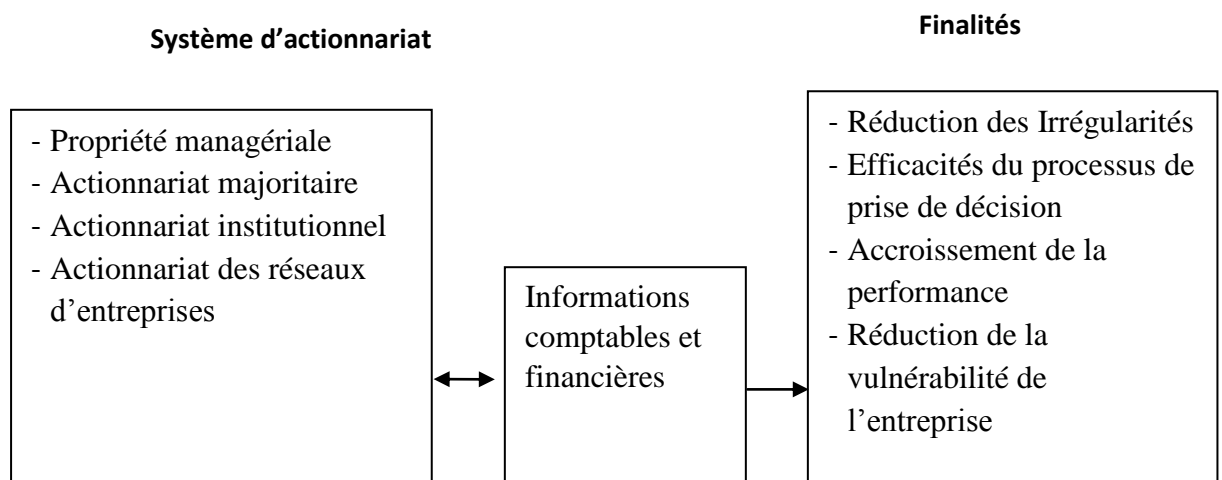 Système d’actionnariat
Finalités
- Propriété managériale
- Actionnariat majoritaire
- Actionnariat institutionnel
- Actionnariat des réseaux
d’entreprises
Informations
comptables et
financières
- Réduction des Irrégularités
- Efficacités du processus de
prise de décision
- Accroissement de la
performance
- Réduction de la
vulnérabilité de
l’entreprise